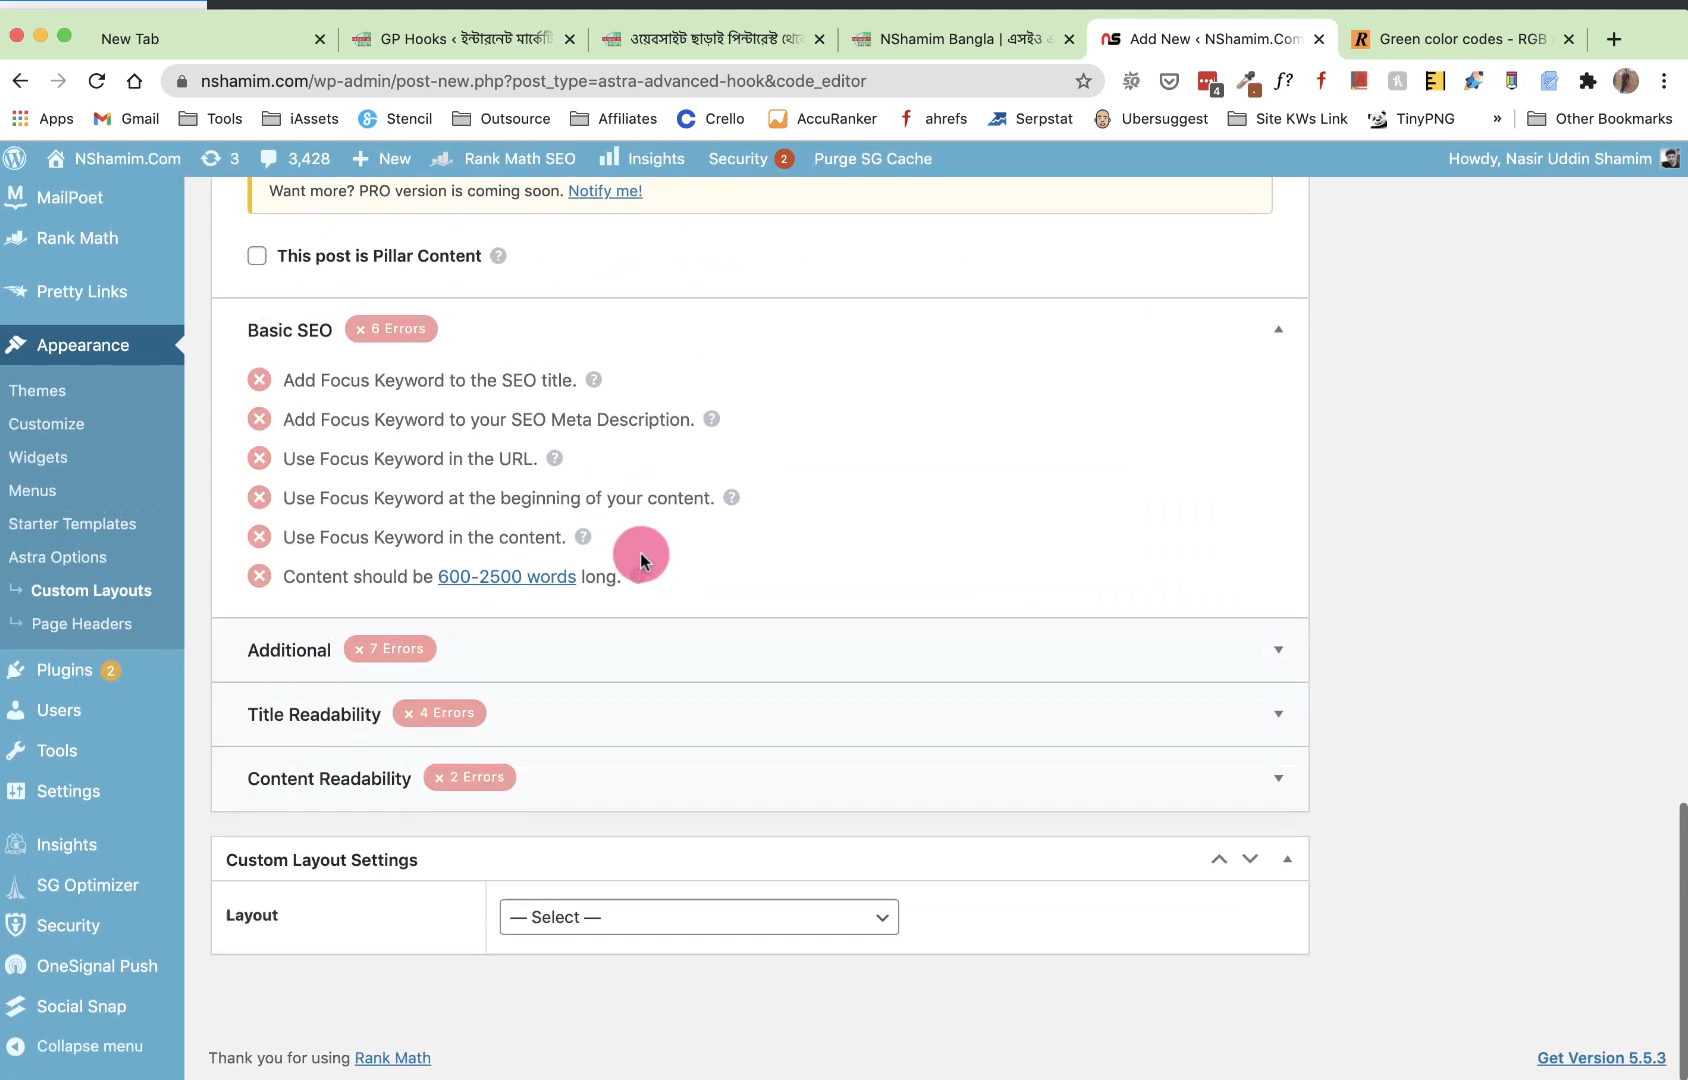 New Tab
GP Hooks ‹ ইন্টারনেট মার্কেটি
ওয়েবসাইট ছাড়াই পিন্টারেস্ট থেকে
NShamim Bangla | এসইও এ
Add New ‹ NShamim.Com
Green color codes - RGB
nshamim.com/wp-admin/post-new.php?post_type=astra-advanced-hook&code_editor
Apps
Gmail
Tools
iAssets
Stencil
Outsource
Affiliates
Crello
AccuRanker
ahrefs
Serpstat
Ubersuggest
Site KWs Link
TinyPNG
»
Other Bookmarks
NShamim.Com
3
3,428
New
Rank Math SEO
Insights
Security 2
Purge SG Cache
Howdy, Nasir Uddin Shamim
MailPoet
Rank Math
Pretty Links
Appearance
Themes
Customize
Widgets
Menus
Starter Templates
Astra Options
Custom Layouts
Page Headers
Plugins 2
Users
Tools
Settings
Insights
SG Optimizer
Security
OneSignal Push
Social Snap
Collapse menu
Want more? PRO version is coming soon. Notify me!
This post is Pillar Content ?
Basic SEO × 6 Errors
Add Focus Keyword to the SEO title. ?
Add Focus Keyword to your SEO Meta Description. ?
Use Focus Keyword in the URL. ?
Use Focus Keyword at the beginning of your content. ?
Use Focus Keyword in the content. ?
Content should be 600-2500 words long.
Additional × 7 Errors
Title Readability × 4 Errors
Content Readability × 2 Errors
Custom Layout Settings
Layout
— Select —
Thank you for using Rank Math
Get Version 5.5.3